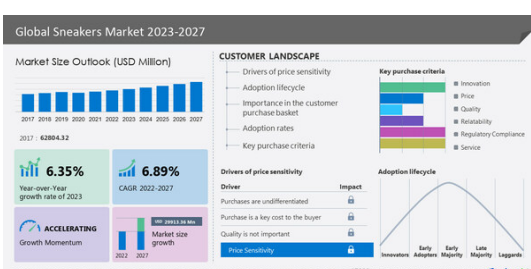 Global Sneakers Market 2023-2027
Market Size Outlook (USD Million)
2017 2018 2019 2020 2021 2022 2023 2024 2025 2026 2027
2017 : 62804.32
6.35%
Year-over-Year
growth rate of 2023
6.89%
CAGR 2022-2027
ACCELERATING
Growth Momentum
USD 29913.36 Mn
Market size
growth
2022 2027
CUSTOMER LANDSCAPE
Drivers of price sensitivity
Adoption lifecycle
Importance in the customer
purchase basket
Adoption rates
Key purchase criteria
Key purchase criteria
Innovation
Price
Quality
Relatability
Regulatory Compliance
Service
Drivers of price sensitivity
Driver Impact
Purchases are undifferentiated
Purchase is a key cost to the buyer
Quality is not important
Price Sensitivity
Adoption lifecycle
Innovators Early Adopters Early Majority Late Majority Laggards